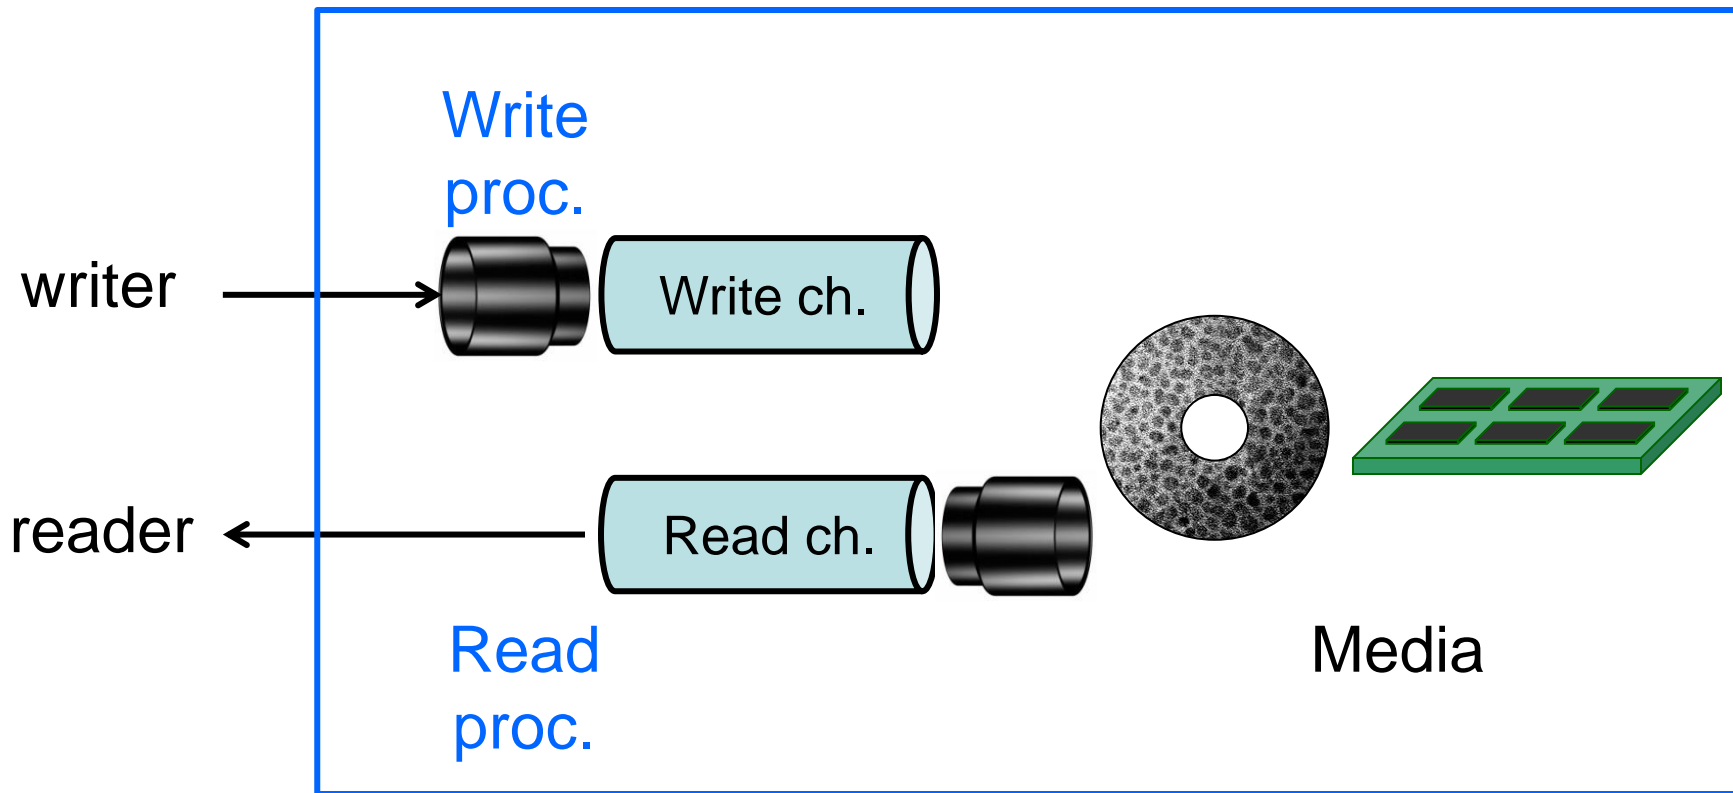 Write
proc.
writer
Write ch.
reader
Read ch.
Read
proc.
Media